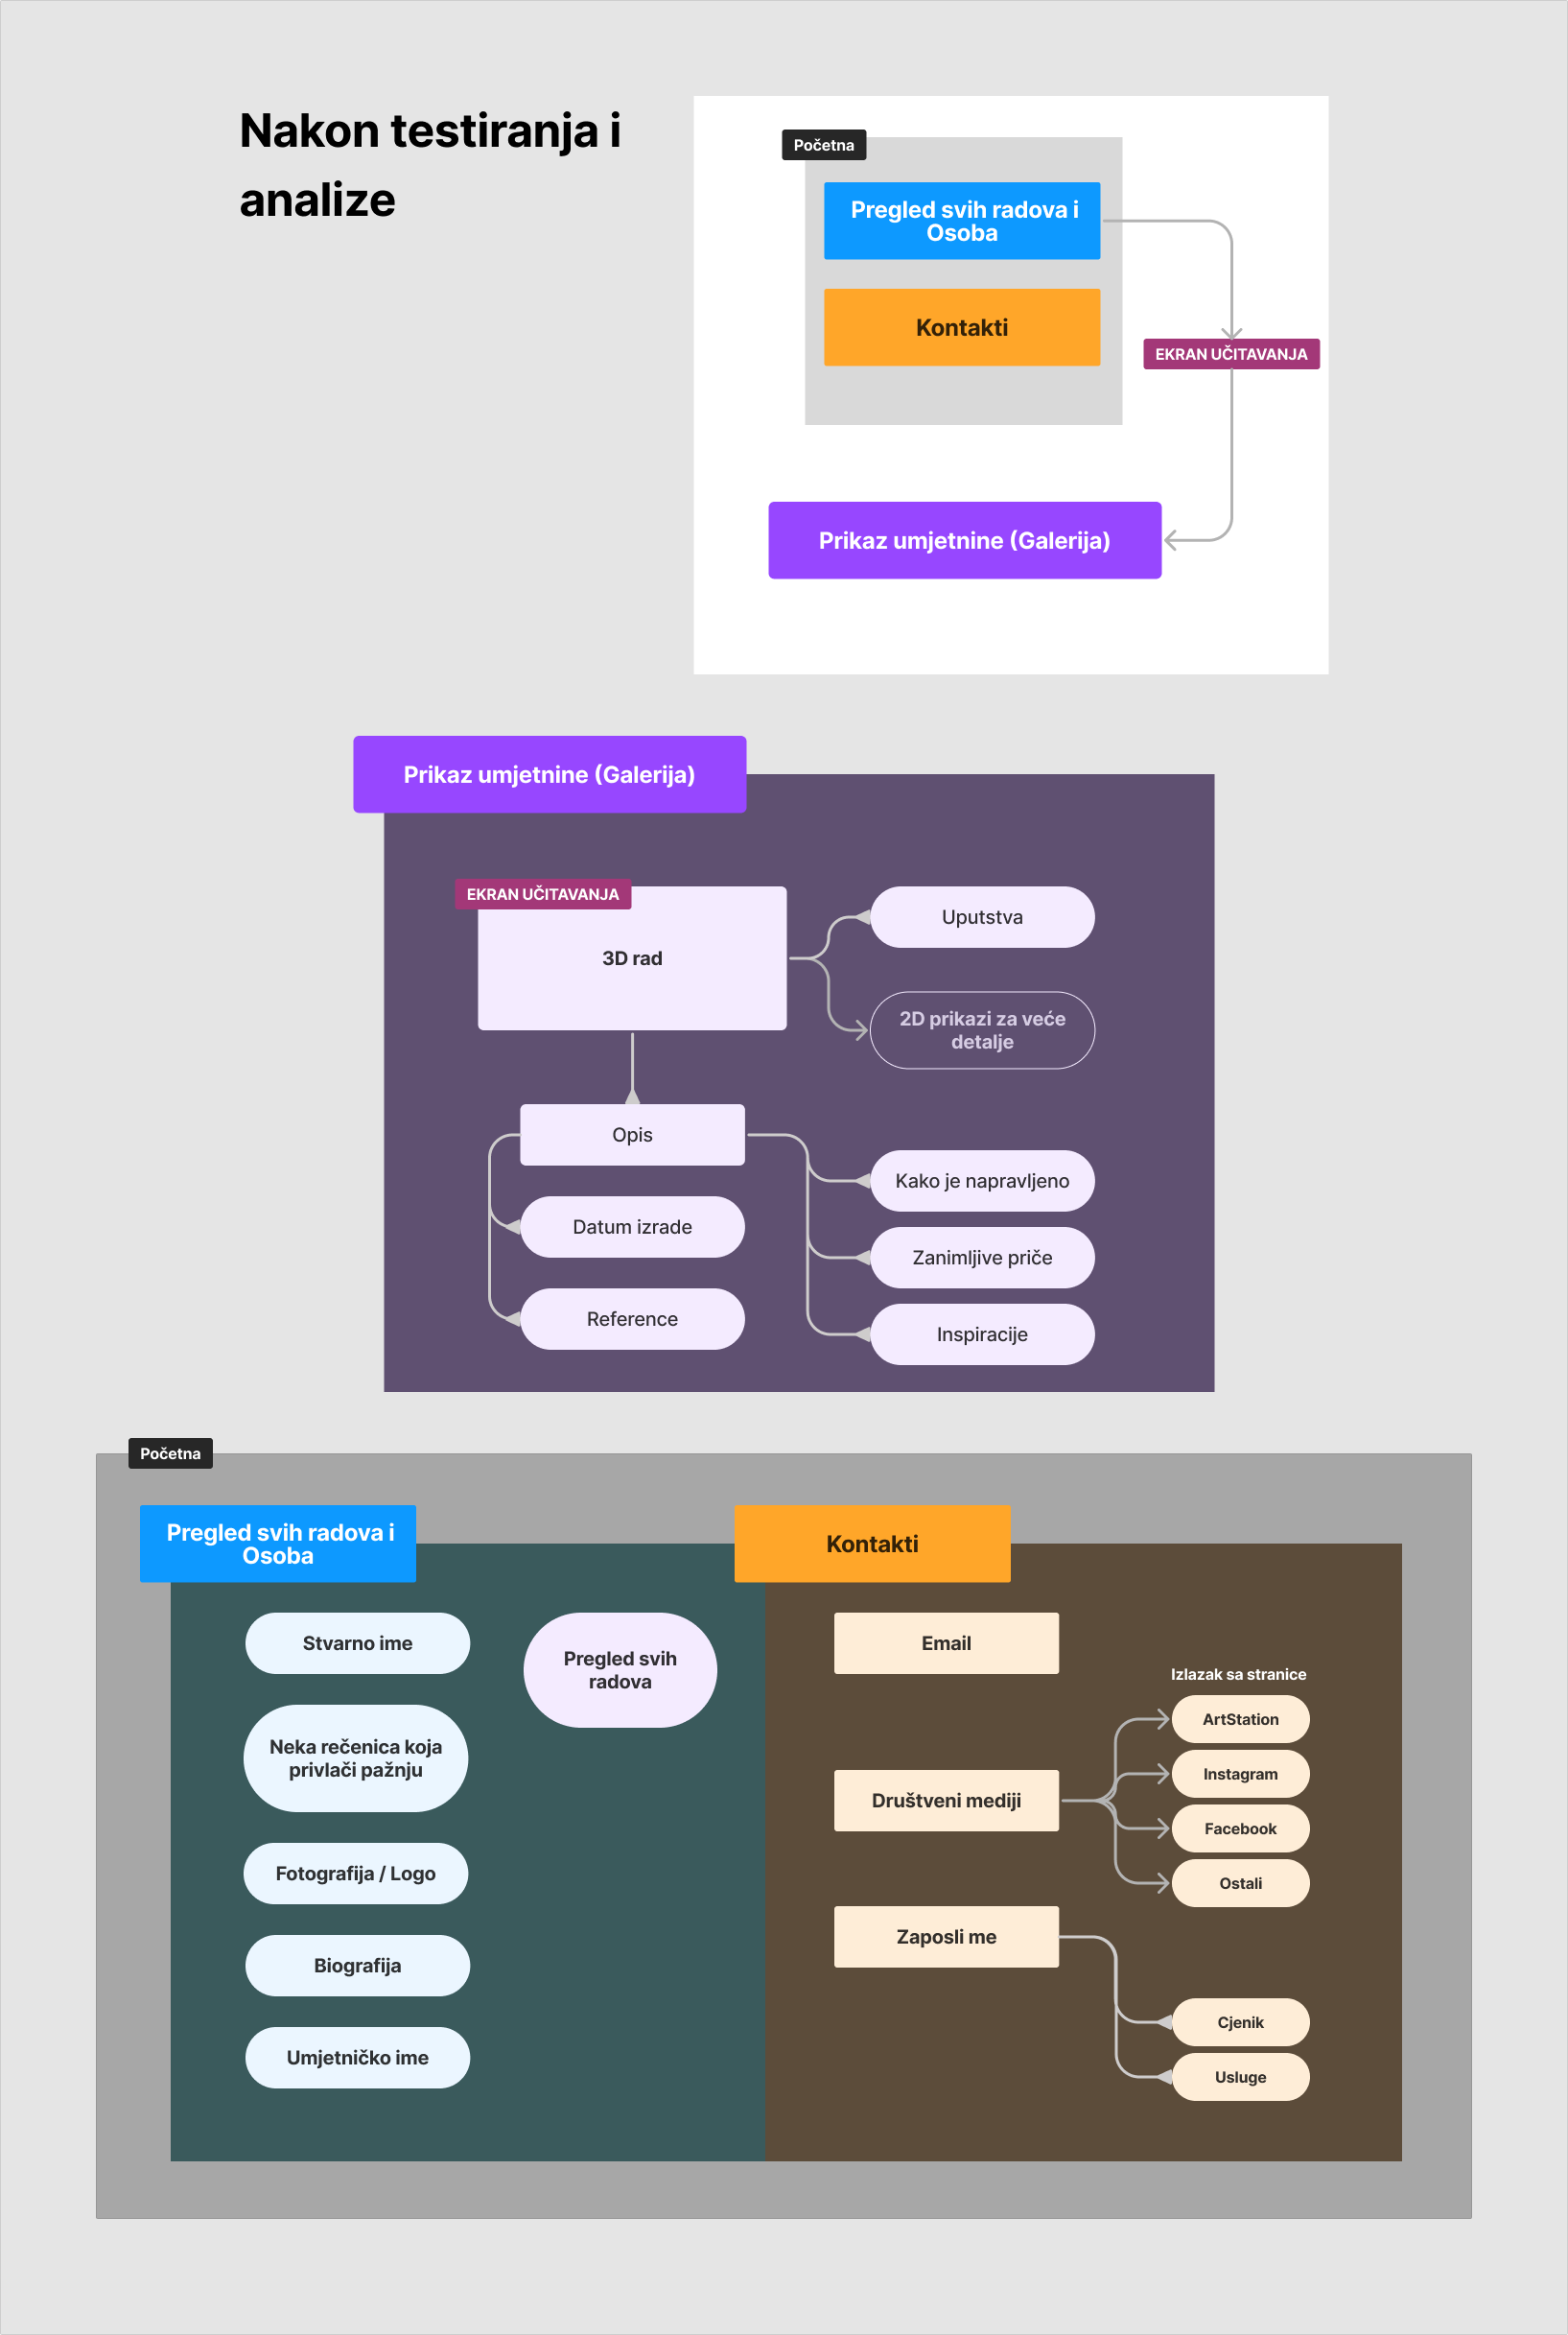 Nakon testiranja i
analize
Početna
Pregled svih radova i
Osoba
Kontakti
EKRAN UČITAVANJA
Prikaz umjetnine (Galerija)
Prikaz umjetnine (Galerija)
EKRAN UČITAVANJA
3D rad
Uputstva
2D prikazi za veće
detalje
Opis
Datum izrade
Reference
Kako je napravljeno
Zanimljive priče
Inspiracije
Početna
Pregled svih radova i
Osoba
Stvarno ime
Neka rečenica koja
privlači pažnju
Fotografija / Logo
Biografija
Umjetničko ime
Pregled svih
radova
Kontakti
Email
Društveni mediji
Zaposli me
Izlazak sa stranice
ArtStation
Instagram
Facebook
Ostali
Cjenik
Usluge